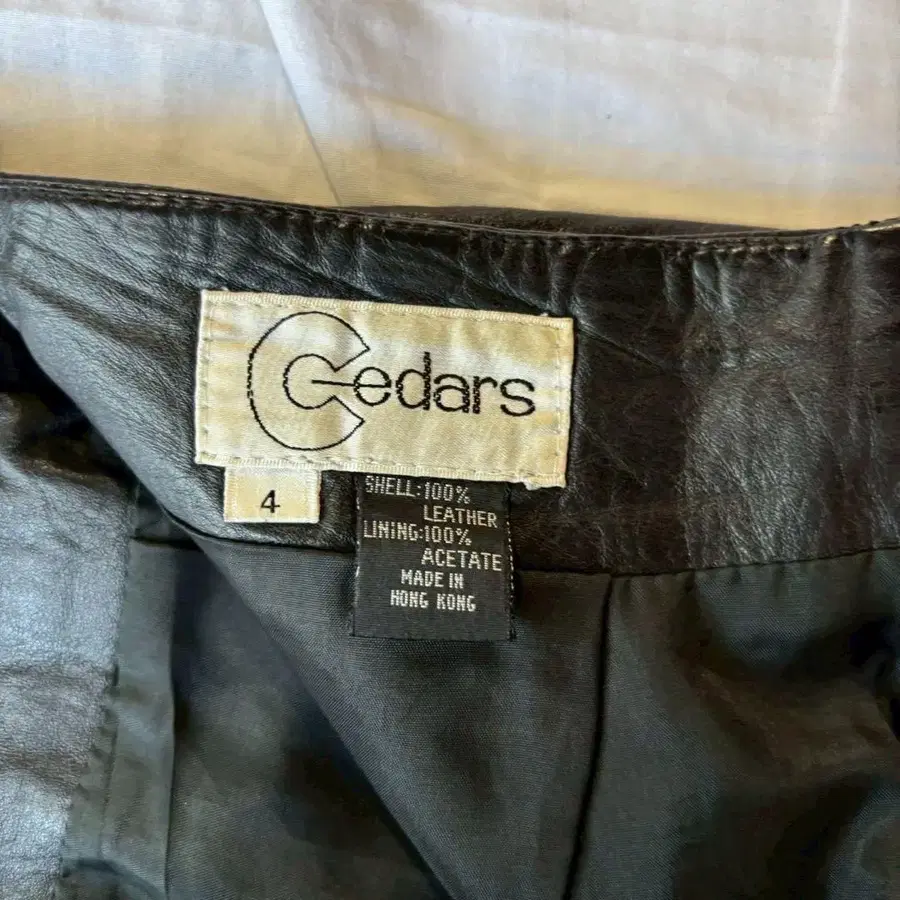 Cedars
4
SHELL:100%
LEATHER
LINING:100%
ACETATE
MADE IN
HONG KONG